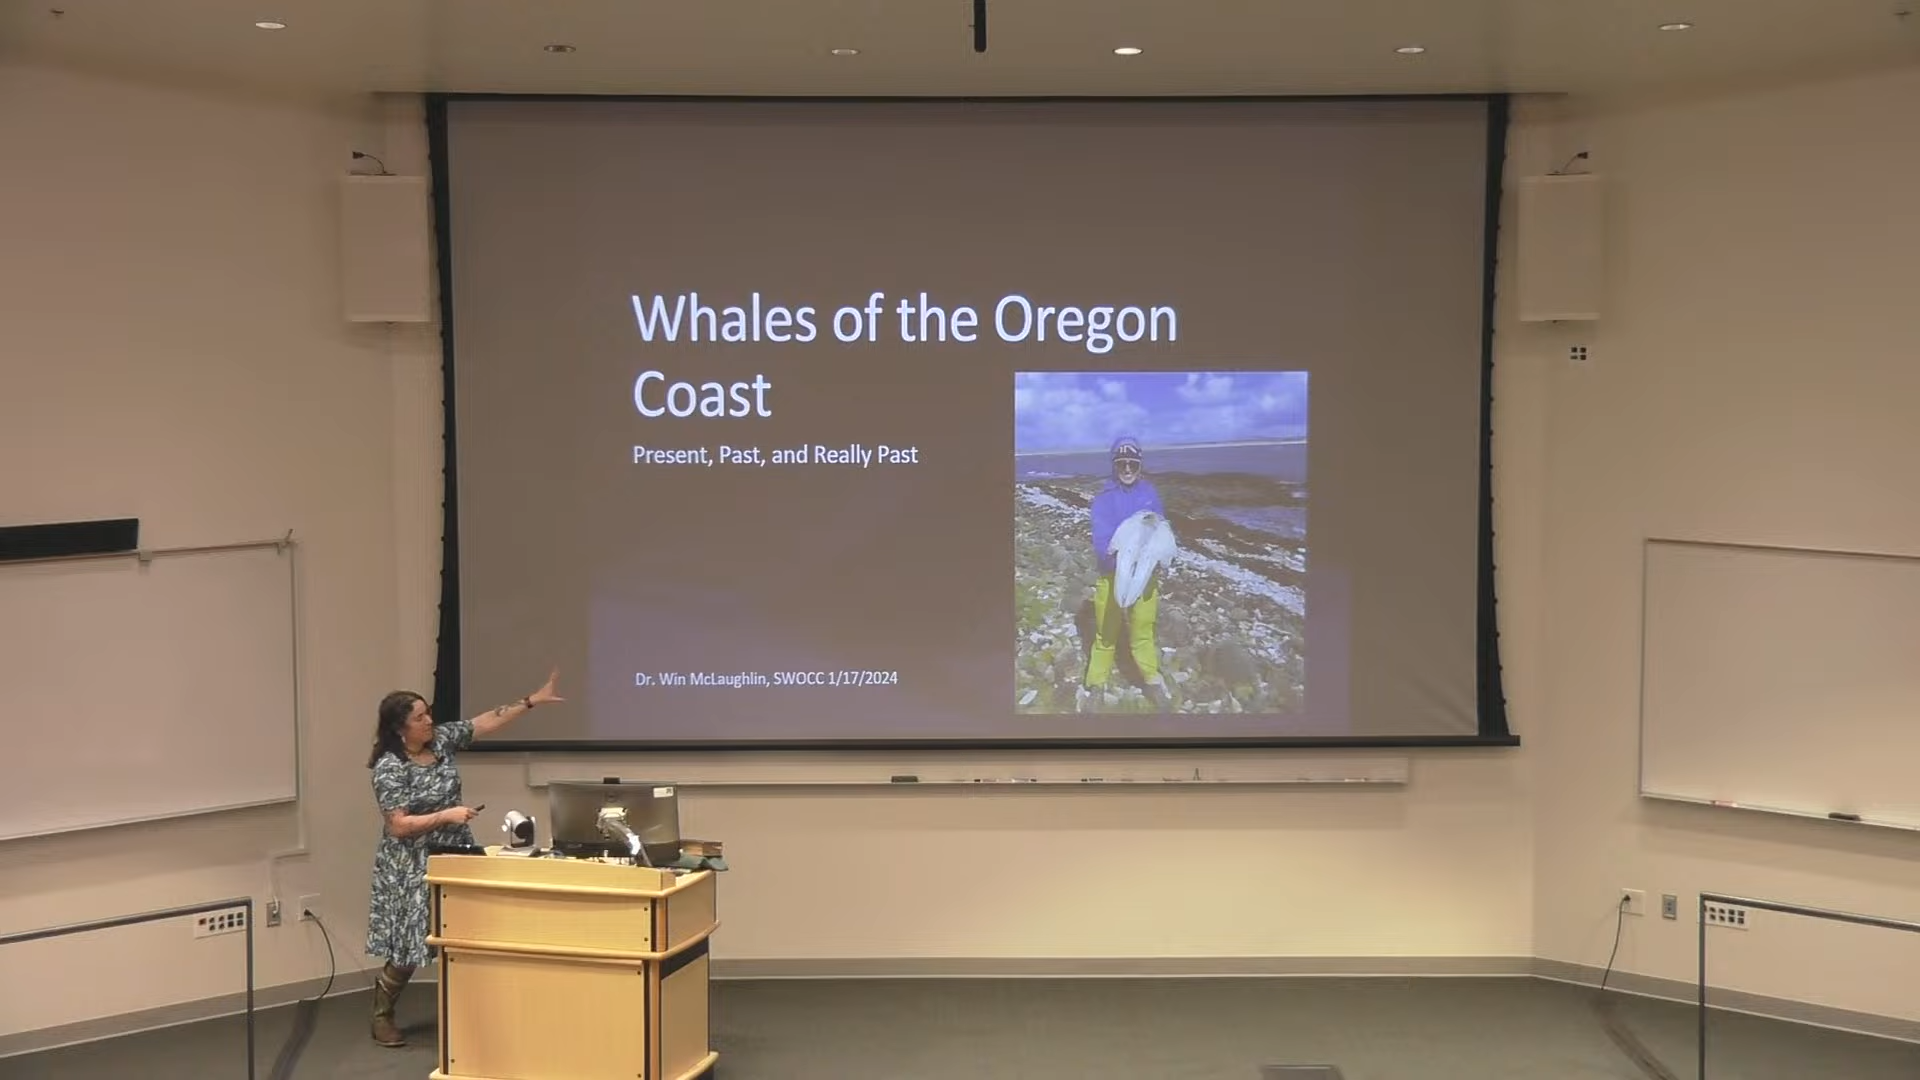 Whales of the Oregon
Coast
Present, Past, and Really Past
Dr. Win McLaughlin, SWOCC 1/17/2024